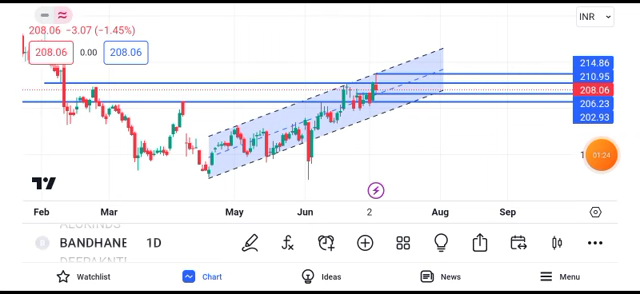 INR
208.06 −3.07 (−1.45%)
208.06 0.00 208.06
214.86
210.95
208.06
206.23
202.93
01:24
Feb Mar May Jun 2 Aug Sep
BANDHANE 1D
Watchlist Chart Ideas News Menu